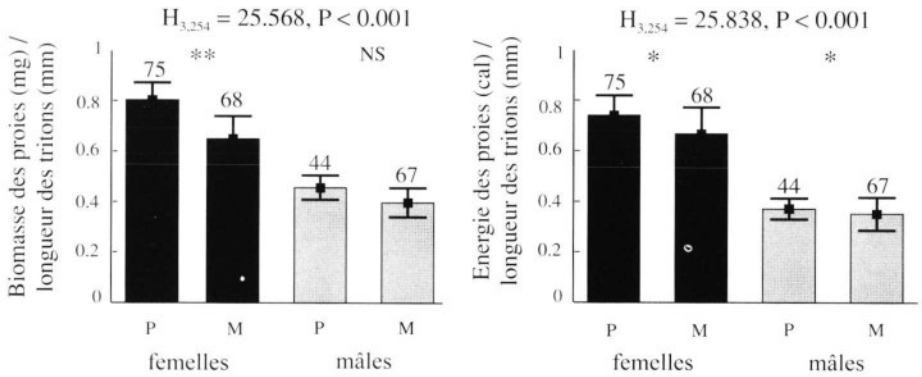 H3,254 = 25.568, P < 0.001
Biomasse des proies (mg) /
longueur des tritons (mm)
1
0.8
0.6
0.4
0.2
0
** NS
75
68
44
67
P M P M
femelles mâles
H3,254 = 25.838, P < 0.001
Energie des proies (cal) /
longueur des tritons (mm)
1
0.8
0.6
0.4
0.2
0
* *
75
68
44
67
P M P M
femelles mâles